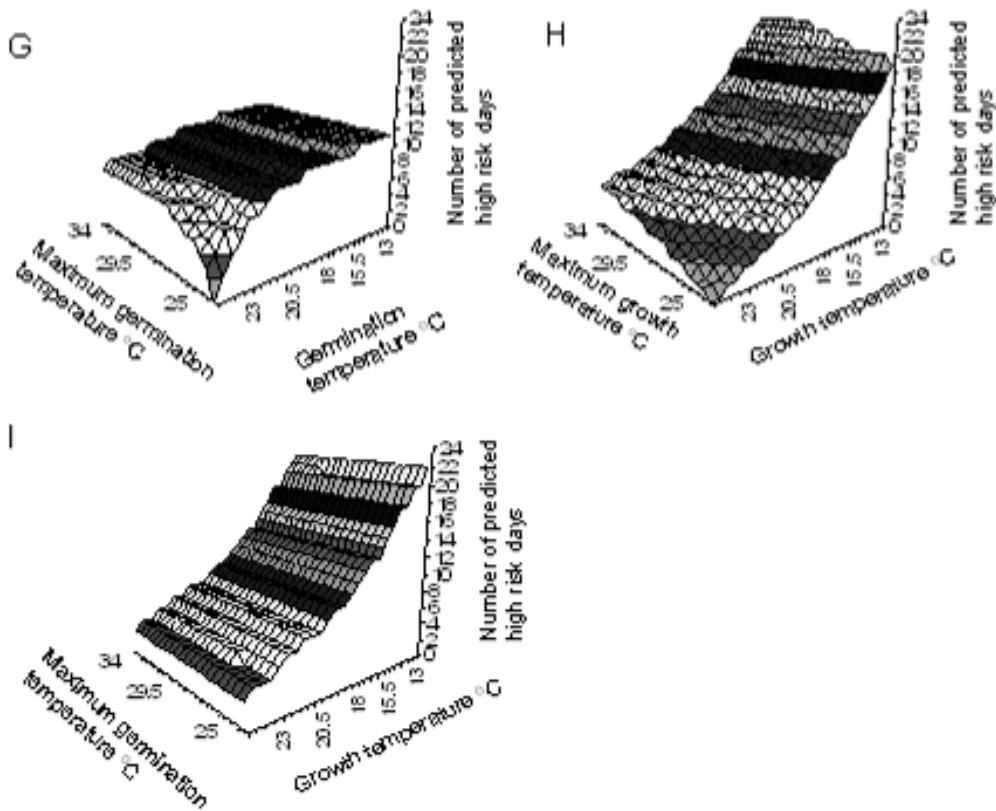 G
Number of predicted
high risk days
34
29.5
25
Maximum germination
temperature °C
23
20.5
18
15.5
13
Germination
temperature °C
H
Number of predicted
high risk days
34
29.5
25
Maximum growth
temperature °C
23
20.5
18
15.5
13
Growth temperature °C
I
Number of predicted
high risk days
34
29.5
25
Maximum germination
temperature °C
23
20.5
18
15.5
13
Growth temperature °C